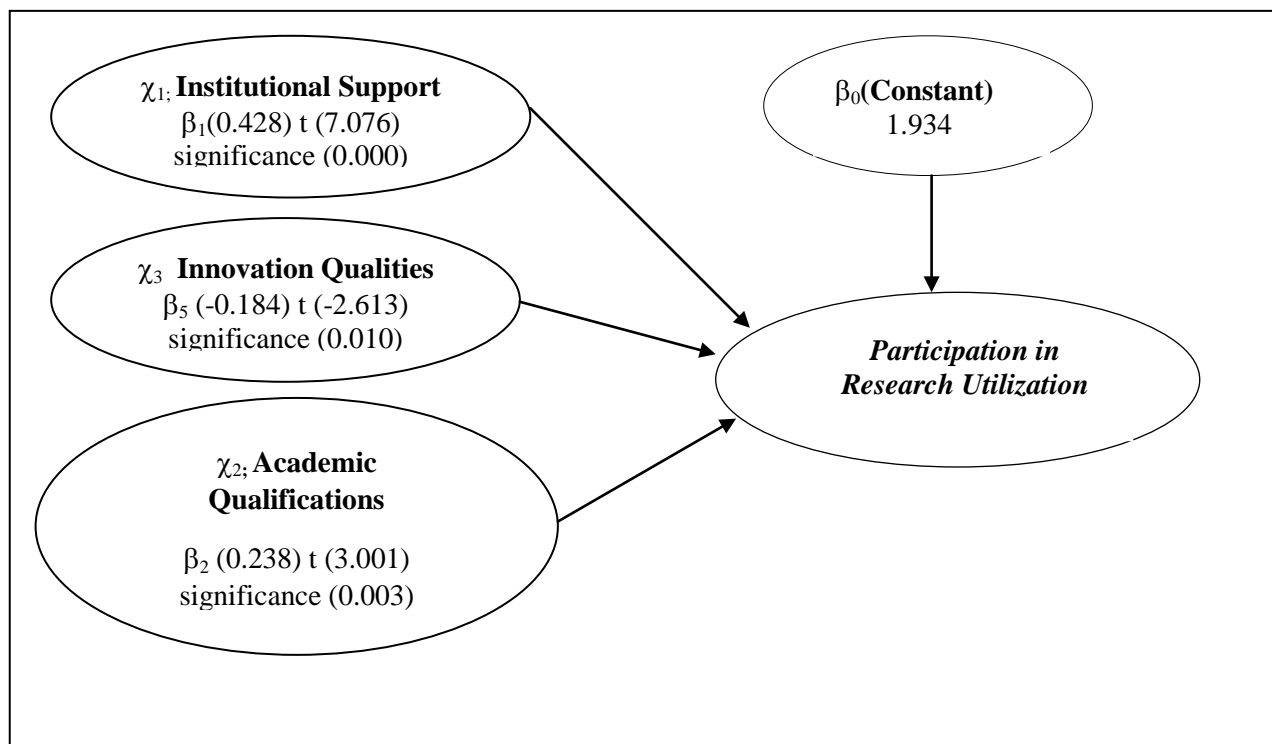 χ1; Institutional Support
β1(0.428) t (7.076)
significance (0.000)
β0(Constant)
1.934
χ3 Innovation Qualities
β5 (-0.184) t (-2.613)
significance (0.010)
Participation in
Research Utilization
χ2; Academic
Qualifications
β2 (0.238) t (3.001)
significance (0.003)